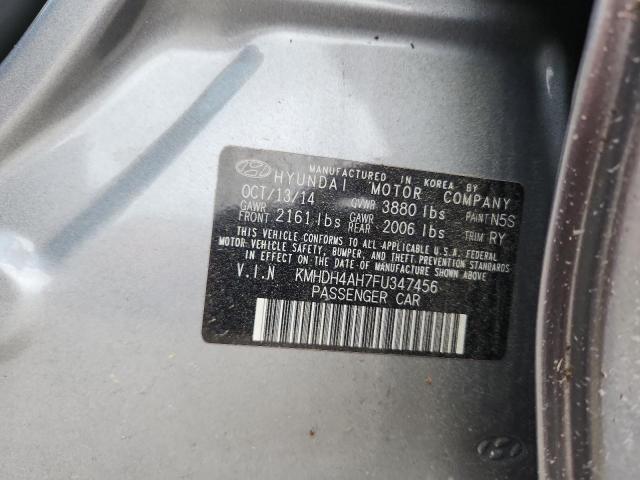 MANUFACTURED IN KOREA BY
HYUNDAI MOTOR COMPANY
OCT/13/14 GVWR 3880 lbs PAINT N5S
GAWR FRONT 2161 lbs GAWR REAR 2006 lbs TRIM RY
THIS VEHICLE CONFORMS TO ALL APPLICABLE U.S.A. FEDERAL
MOTOR VEHICLE SAFETY, BUMPER, AND THEFT-PREVENTION STANDARDS
IN EFFECT ON THE DATE OF MANUFACTURE SHOWN ABOVE
V.I.N KMHDH4AH7FU347456
PASSENGER CAR